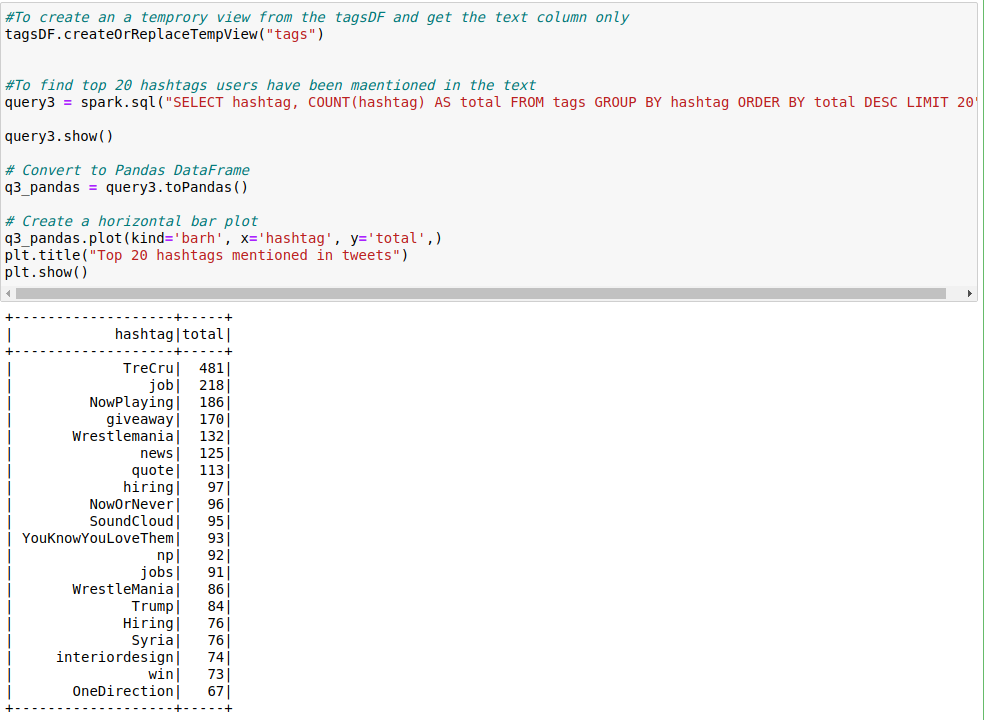 #To create an a temprory view from the tagsDF and get the text column only
tagsDF.createOrReplaceTempView("tags")
#To find top 20 hashtags users have been maentioned in the text
query3 = spark.sql("SELECT hashtag, COUNT(hashtag) AS total FROM tags GROUP BY hashtag ORDER BY total DESC LIMIT 20"
query3.show()
# Convert to Pandas DataFrame
q3_pandas = query3.toPandas()
# Create a horizontal bar plot
q3_pandas.plot(kind='barh', x='hashtag', y='total',)
plt.title("Top 20 hashtags mentioned in tweets")
plt.show()
+-------------------+-----+
|            hashtag|total|
+-------------------+-----+
|             TreCru|  481|
|                job|  218|
|         NowPlaying|  186|
|           giveaway|  170|
|       Wrestlemania|  132|
|               news|  125|
|              quote|  113|
|             hiring|   97|
|         NowOrNever|   96|
|         SoundCloud|   95|
| YouKnowYouLoveThem|   93|
|                 np|   92|
|               jobs|   91|
|       WrestleMania|   86|
|              Trump|   84|
|             Hiring|   76|
|              Syria|   76|
|     interiordesign|   74|
|                win|   73|
|       OneDirection|   67|
+-------------------+-----+